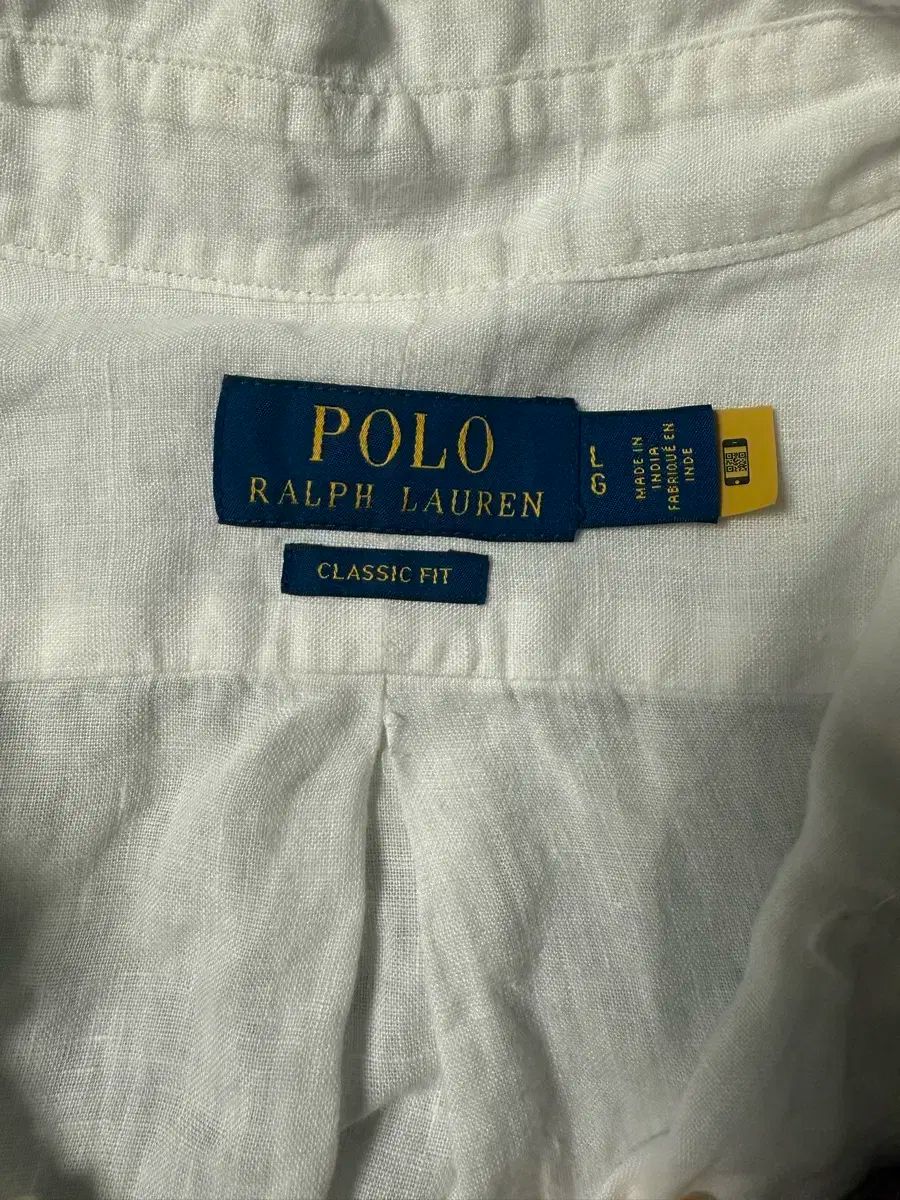 POLO
RALPH LAUREN
L
G
MADE IN
INDIA
FABRIQUÉ EN
INDE
CLASSIC FIT